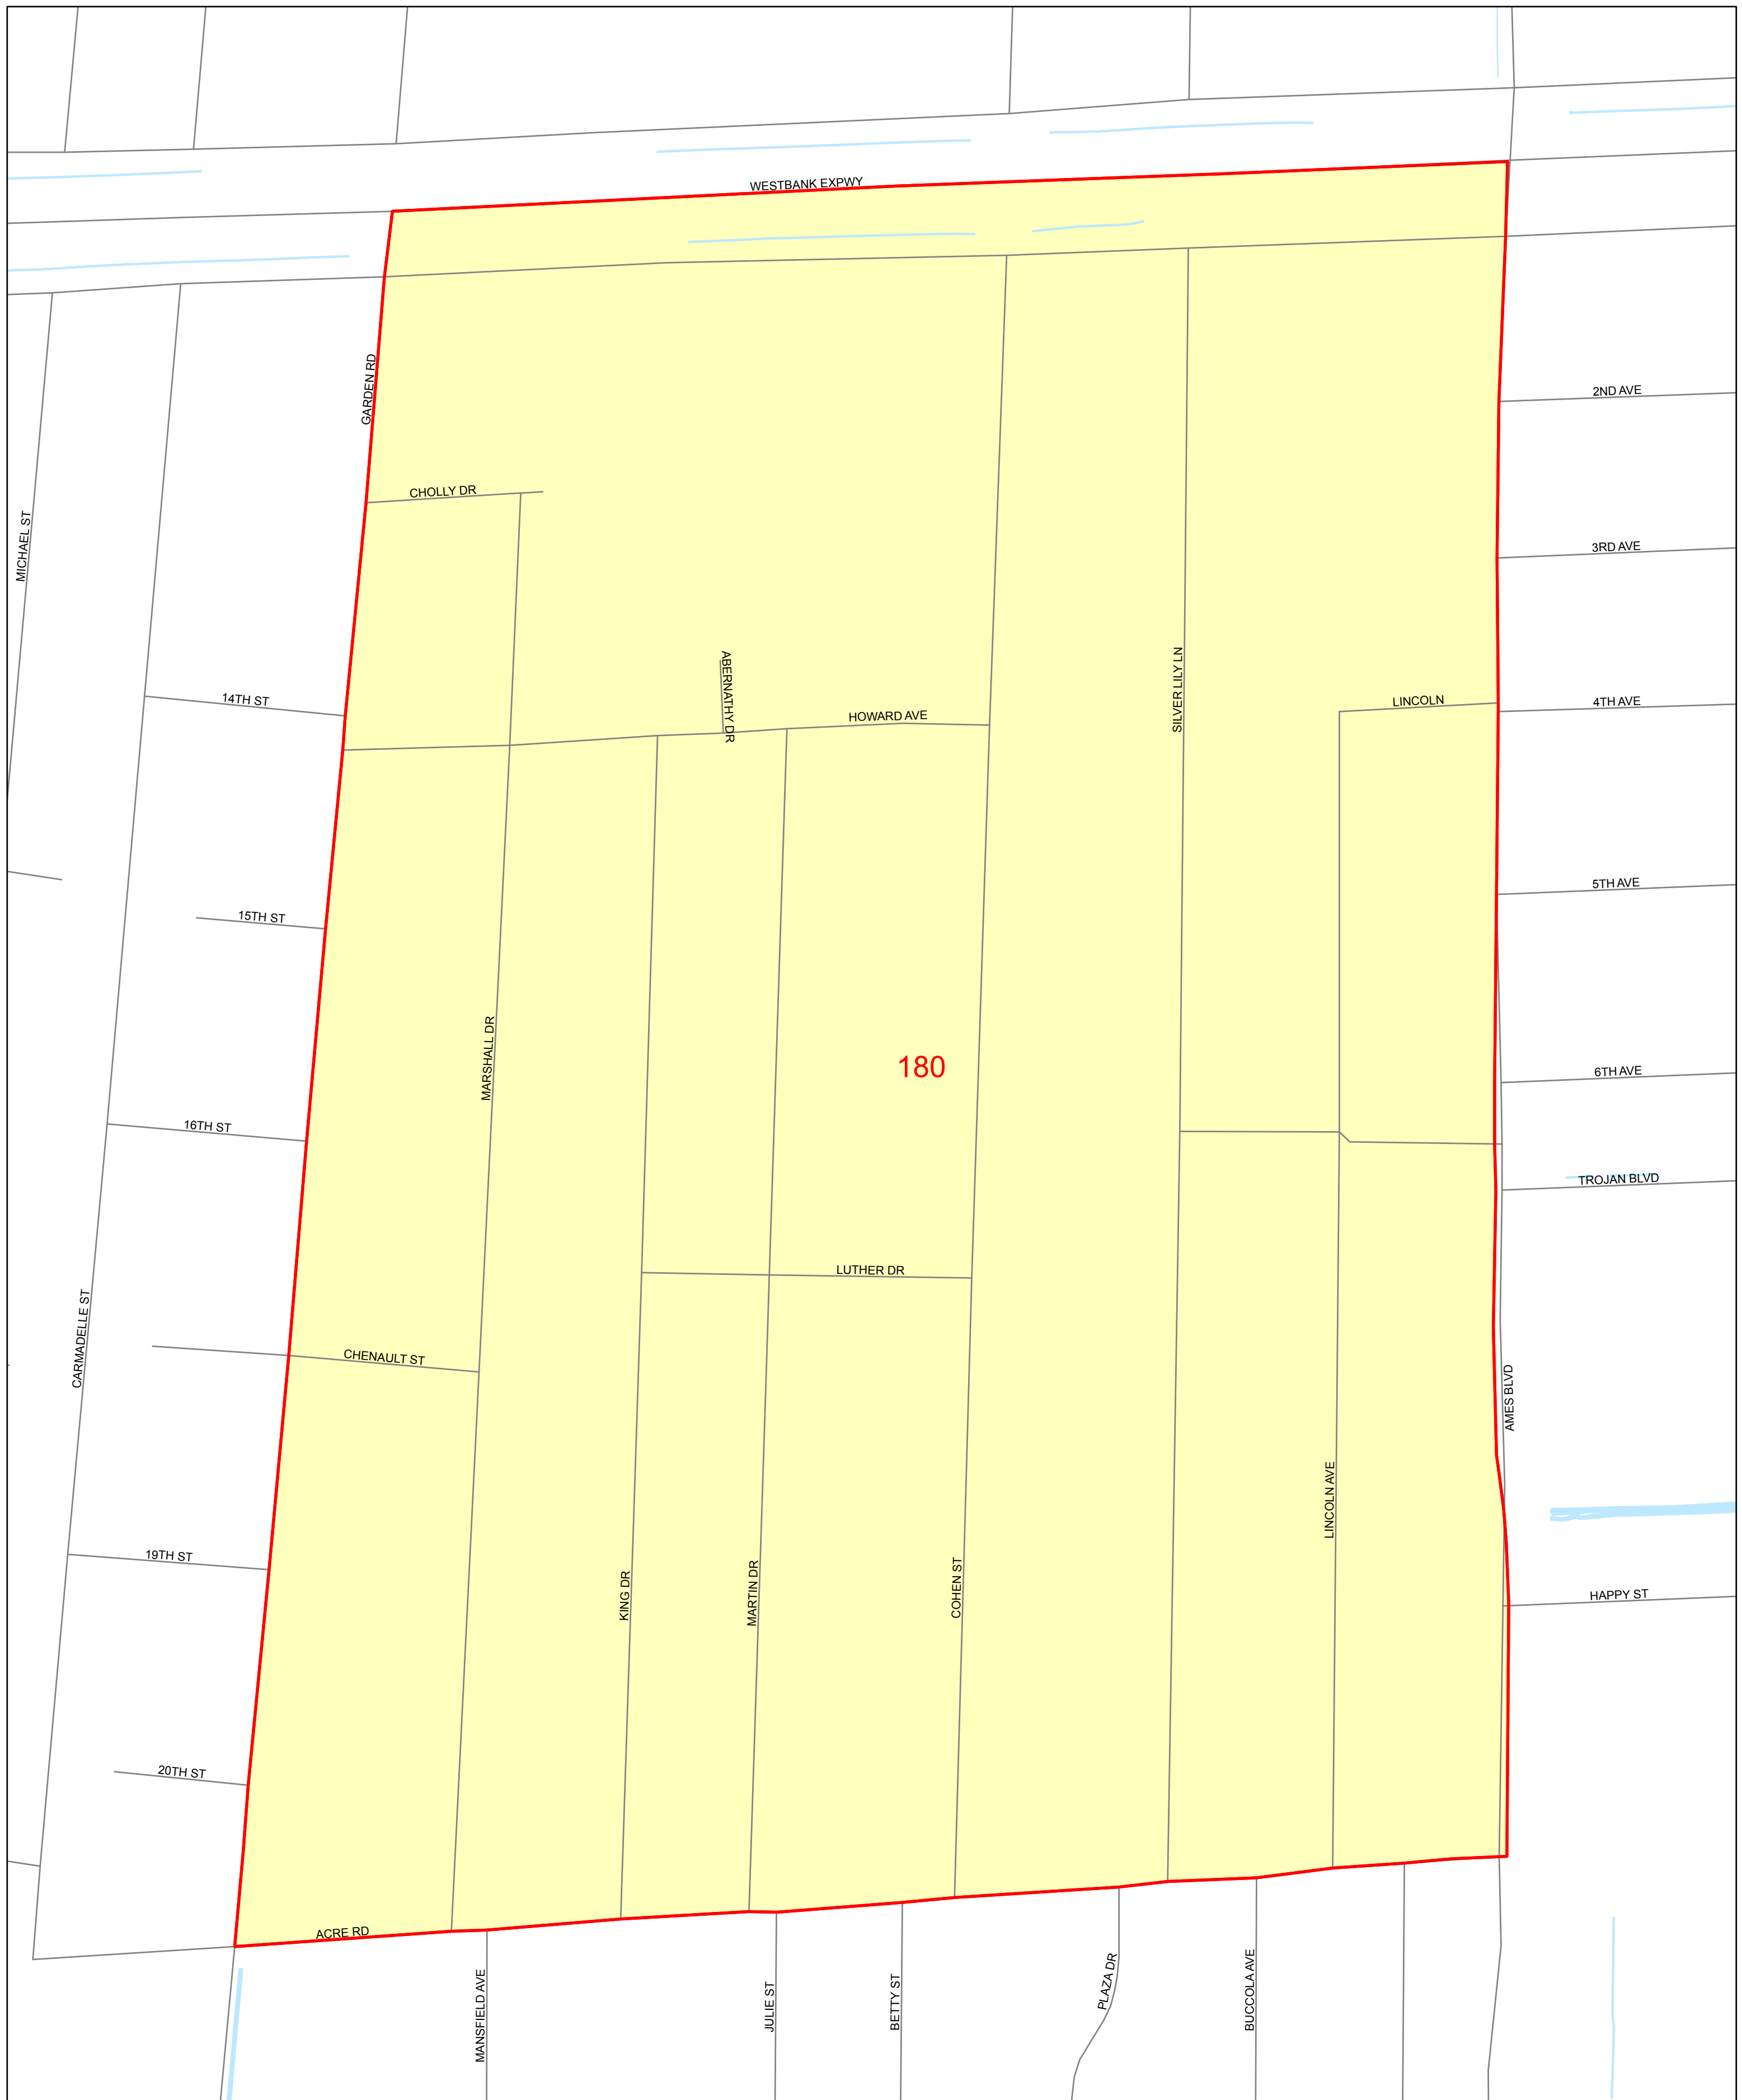 WESTBANK EXPWY
GARDEN RD
2ND AVE
CHOLLY DR
MICHAEL ST
3RD AVE
ABERNATHY DR
SILVER LILY LN
14TH ST
HOWARD AVE
LINCOLN
4TH AVE
15TH ST
5TH AVE
MARSHALL DR
180
6TH AVE
16TH ST
TROJAN BLVD
LUTHER DR
CARMADELLE ST
CHENAULT ST
AMES BLVD
LINCOLN AVE
19TH ST
KING DR
MARTIN DR
COHEN ST
HAPPY ST
20TH ST
ACRE RD
MANSFIELD AVE
JULIE ST
BETTY ST
PLAZA DR
BUCCOLA AVE